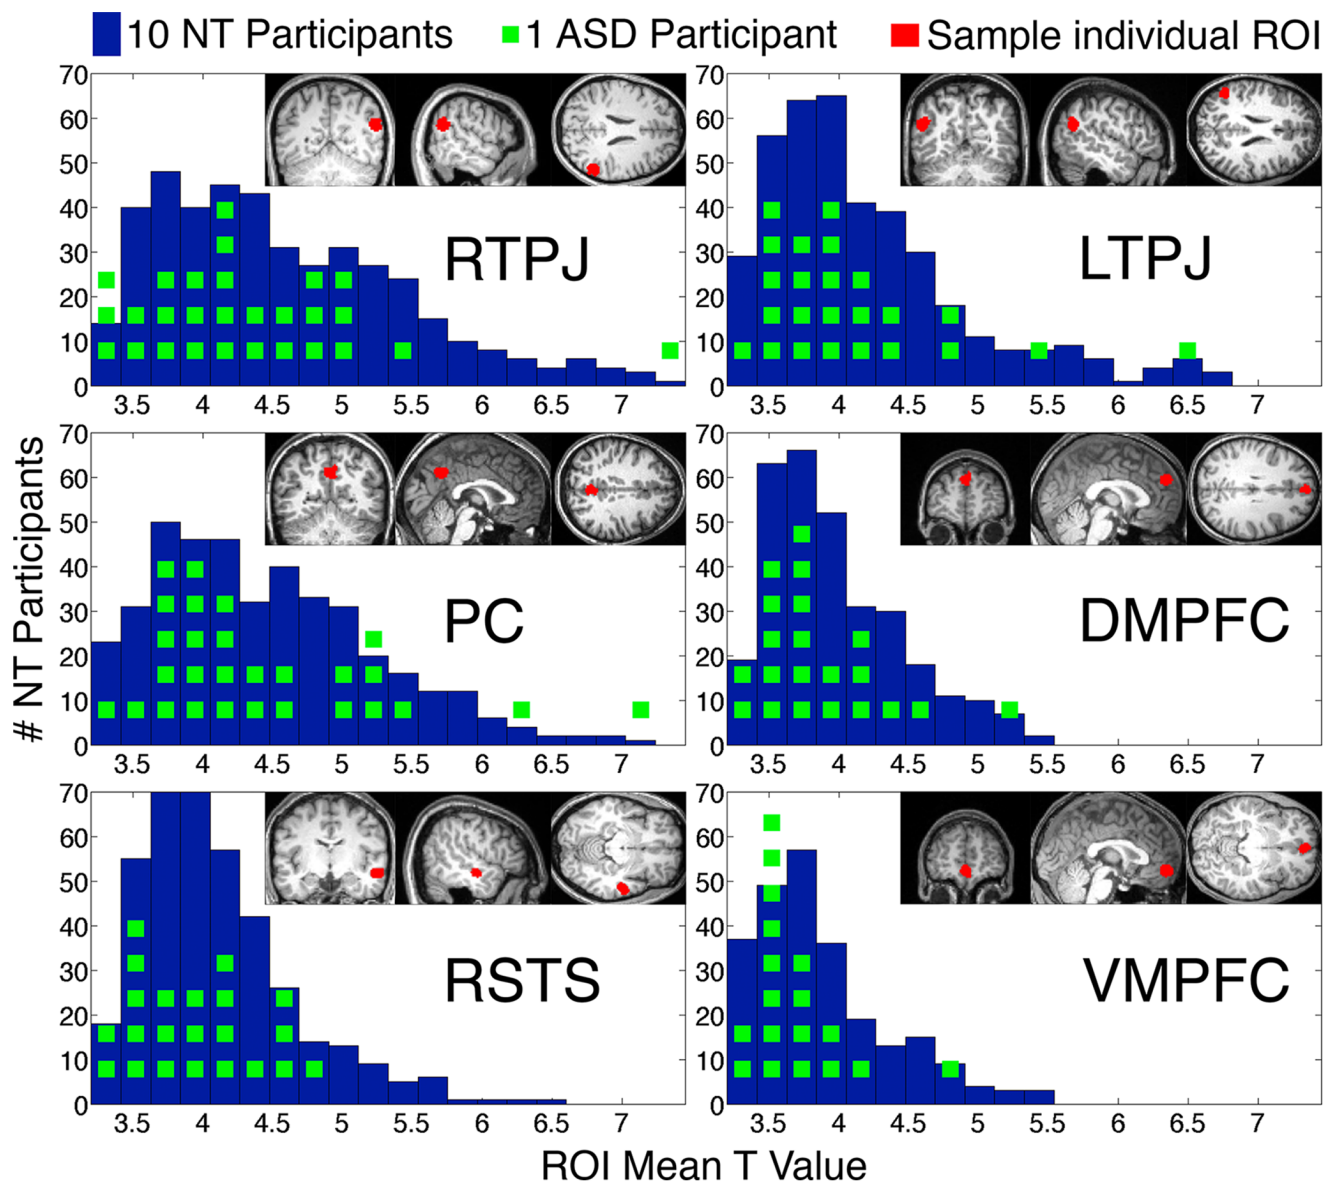 10 NT Participants 1 ASD Participant Sample individual ROI
70 60 50 40 30 20 10 0
RTPJ
3.5 4 4.5 5 5.5 6 6.5 7
70 60 50 40 30 20 10 0
LTPJ
3.5 4 4.5 5 5.5 6 6.5 7
# NT Participants
70 60 50 40 30 20 10 0
PC
3.5 4 4.5 5 5.5 6 6.5 7
70 60 50 40 30 20 10 0
DMPFC
3.5 4 4.5 5 5.5 6 6.5 7
70 60 50 40 30 20 10 0
RSTS
3.5 4 4.5 5 5.5 6 6.5 7
70 60 50 40 30 20 10 0
VMPFC
3.5 4 4.5 5 5.5 6 6.5 7
ROI Mean T Value